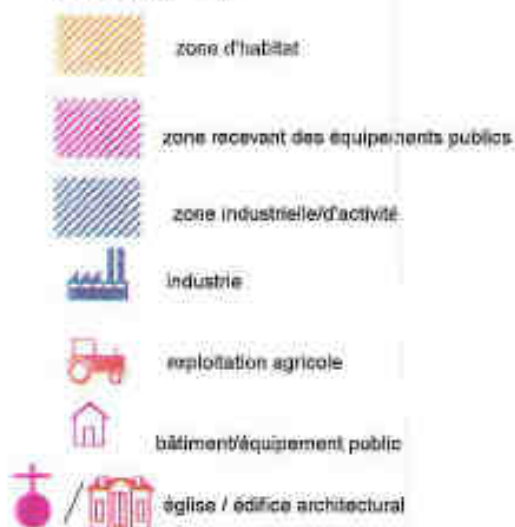 zone d'habitat
zone recevant des équipements publics
zone industrielle/d'activité
industrie
exploitation agricole
bâtiment/équipement public
/ église / édifice architectural